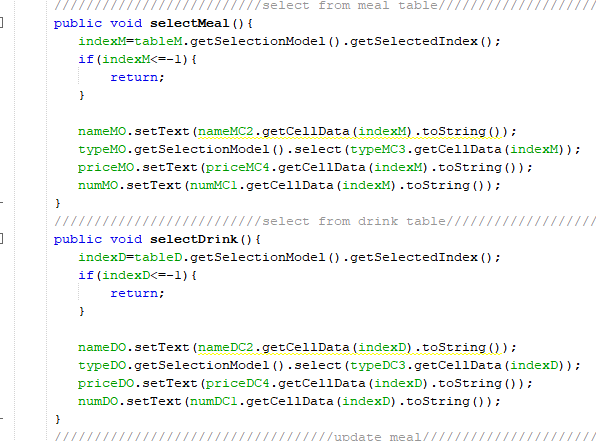 //////////////////////////select from meal table////////////////////
public void selectMeal(){
indexM=tableM.getSelectionModel().getSelectedIndex();
if(indexM<=-1){
return;
}
nameMO.setText(nameMC2.getCellData(indexM).toString());
typeMO.getSelectionModel().select(typeMC3.getCellData(indexM));
priceMO.setText(priceMC4.getCellData(indexM).toString());
numMO.setText(numMC1.getCellData(indexM).toString());
}
//////////////////////////select from drink table///////////////////
public void selectDrink(){
indexD=tableD.getSelectionModel().getSelectedIndex();
if(indexD<=-1){
return;
}
nameDO.setText(nameDC2.getCellData(indexD).toString());
typeDO.getSelectionModel().select(typeDC3.getCellData(indexD));
priceDO.setText(priceDC4.getCellData(indexD).toString());
numDO.setText(numDC1.getCellData(indexD).toString());
}
///////////////////////////////////update meal//////////////////////